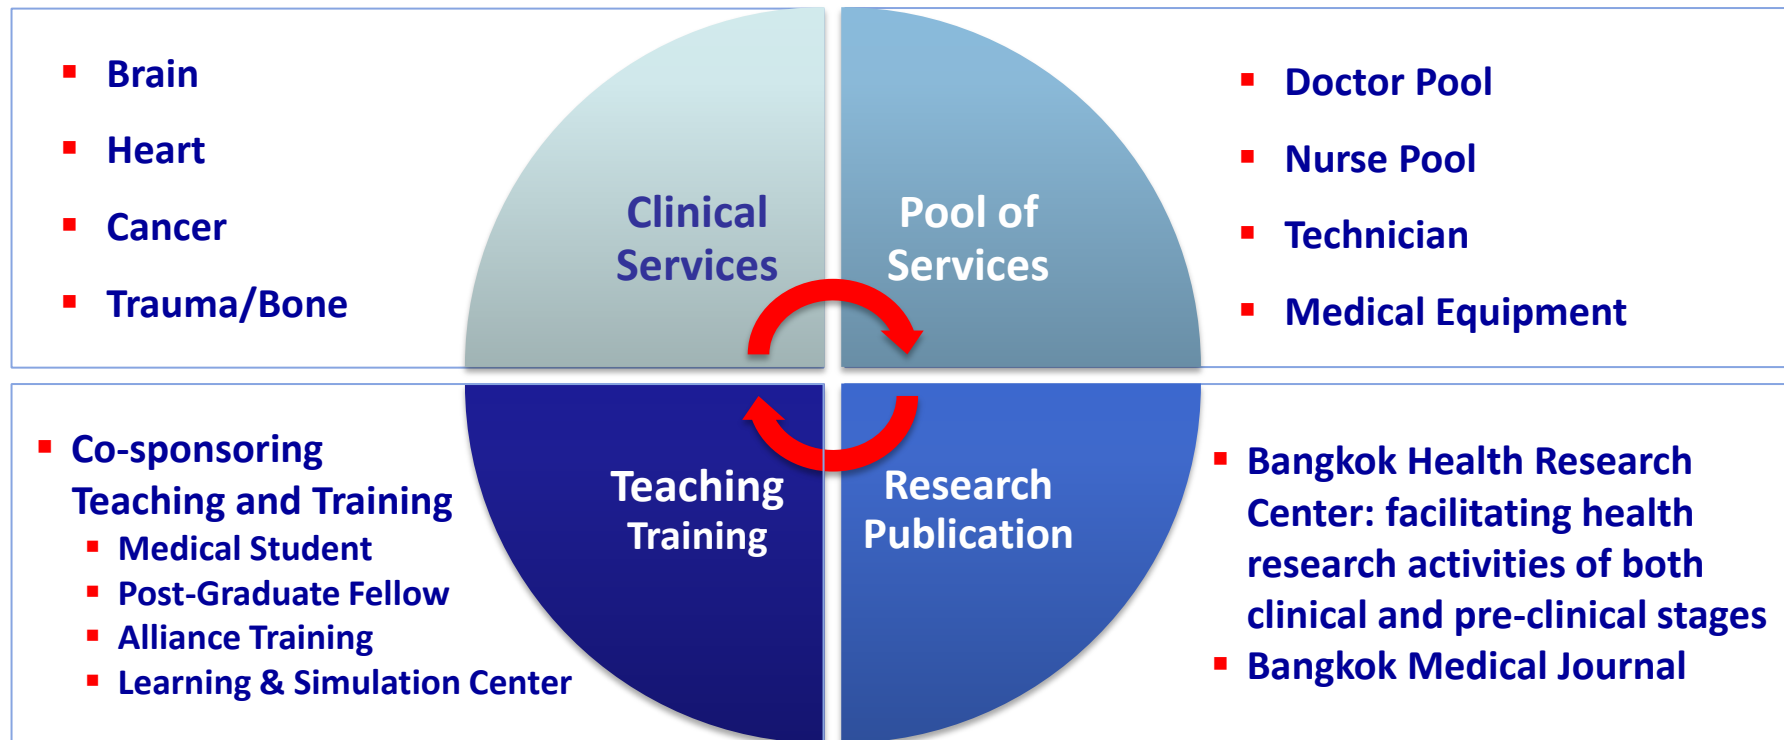 Brain
Heart
Cancer
Trauma/Bone
Clinical
Services
Pool of
Services
Doctor Pool
Nurse Pool
Technician
Medical Equipment
Co-sponsoring
Teaching and Training
Medical Student
Post-Graduate Fellow
Alliance Training
Learning & Simulation Center
Teaching
Training
Research
Publication
Bangkok Health Research
Center: facilitating health
research activities of both
clinical and pre-clinical stages
Bangkok Medical Journal